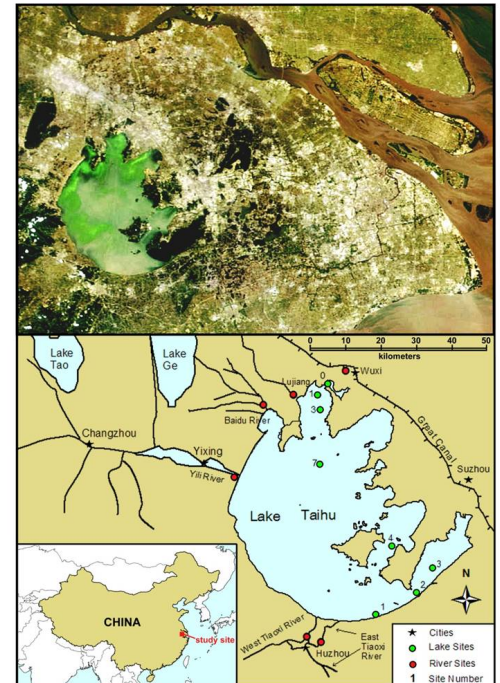 0 10 20 30 40 50
kilometers
Lake
Tao
Lake
Ge
0
Wuxi
Lujiang
1
3
Baidu River
Great Canal
Changzhou
Yixing
7
Suzhou
Yili River
Lake Taihu
4
3
2
N
1
West Tiaoxi River
East
Tiaoxi
River
Huzhou
CHINA
study site
Cities
Lake Sites
River Sites
1 Site Number